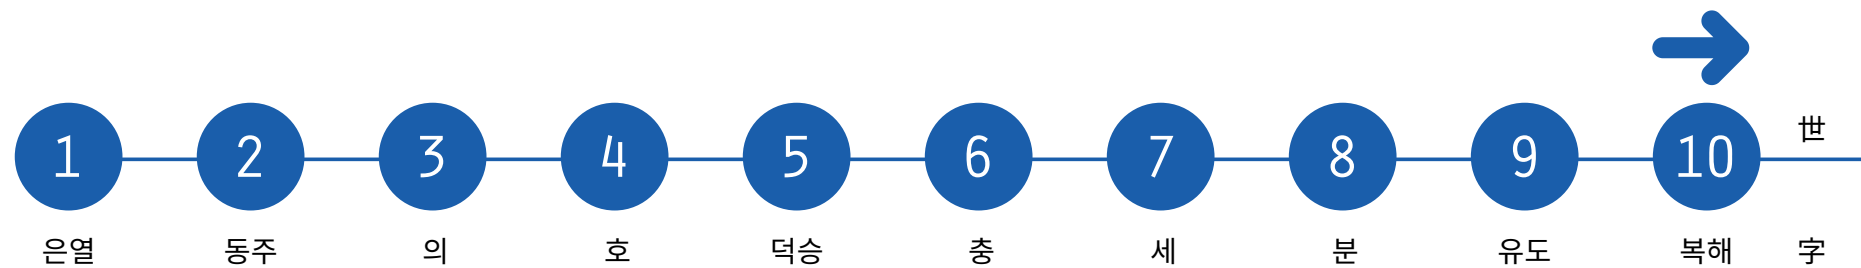 1 2 3 4 5 6 7 8 9 10 世
은열 동주 의 호 덕승 충 세 분 유도 복해 字